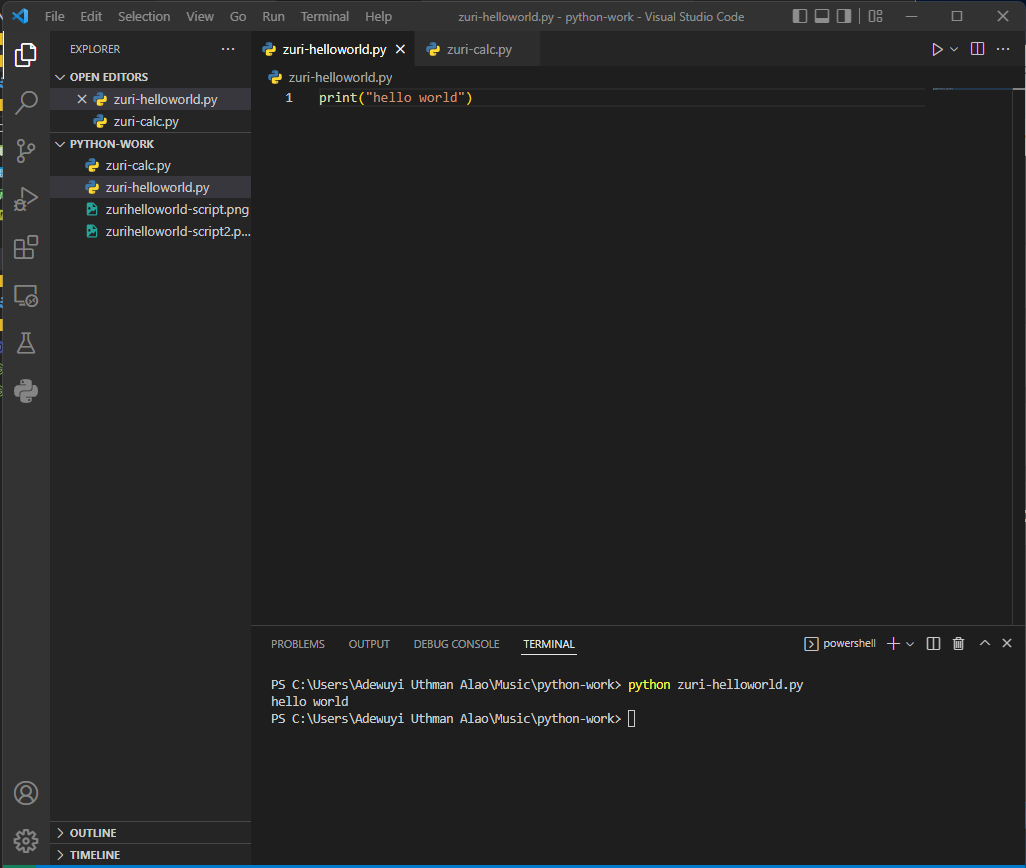 File Edit Selection View Go Run Terminal Help zuri-helloworld.py - python-work - Visual Studio Code
EXPLORER
OPEN EDITORS
zuri-helloworld.py
zuri-calc.py
PYTHON-WORK
zuri-calc.py
zuri-helloworld.py
zurihelloworld-script.png
zurihelloworld-script2.p...
OUTLINE
TIMELINE
zuri-helloworld.py zuri-calc.py
zuri-helloworld.py
1 print("hello world")
PROBLEMS OUTPUT DEBUG CONSOLE TERMINAL powershell
PS C:\Users\Adewuyi Uthman Alao\Music\python-work> python zuri-helloworld.py
hello world
PS C:\Users\Adewuyi Uthman Alao\Music\python-work>